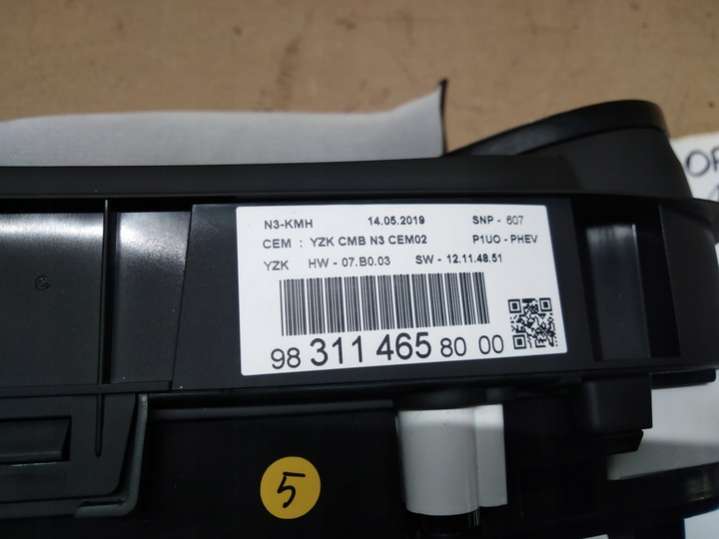 N3-KMH 14.05.2019 SNP - 607
CEM : YZK CMB N3 CEM02 P1UO - PHEV
YZK HW - 07.B0.03 SW - 12.11.48.51
98 311 465 80 00
5
OP